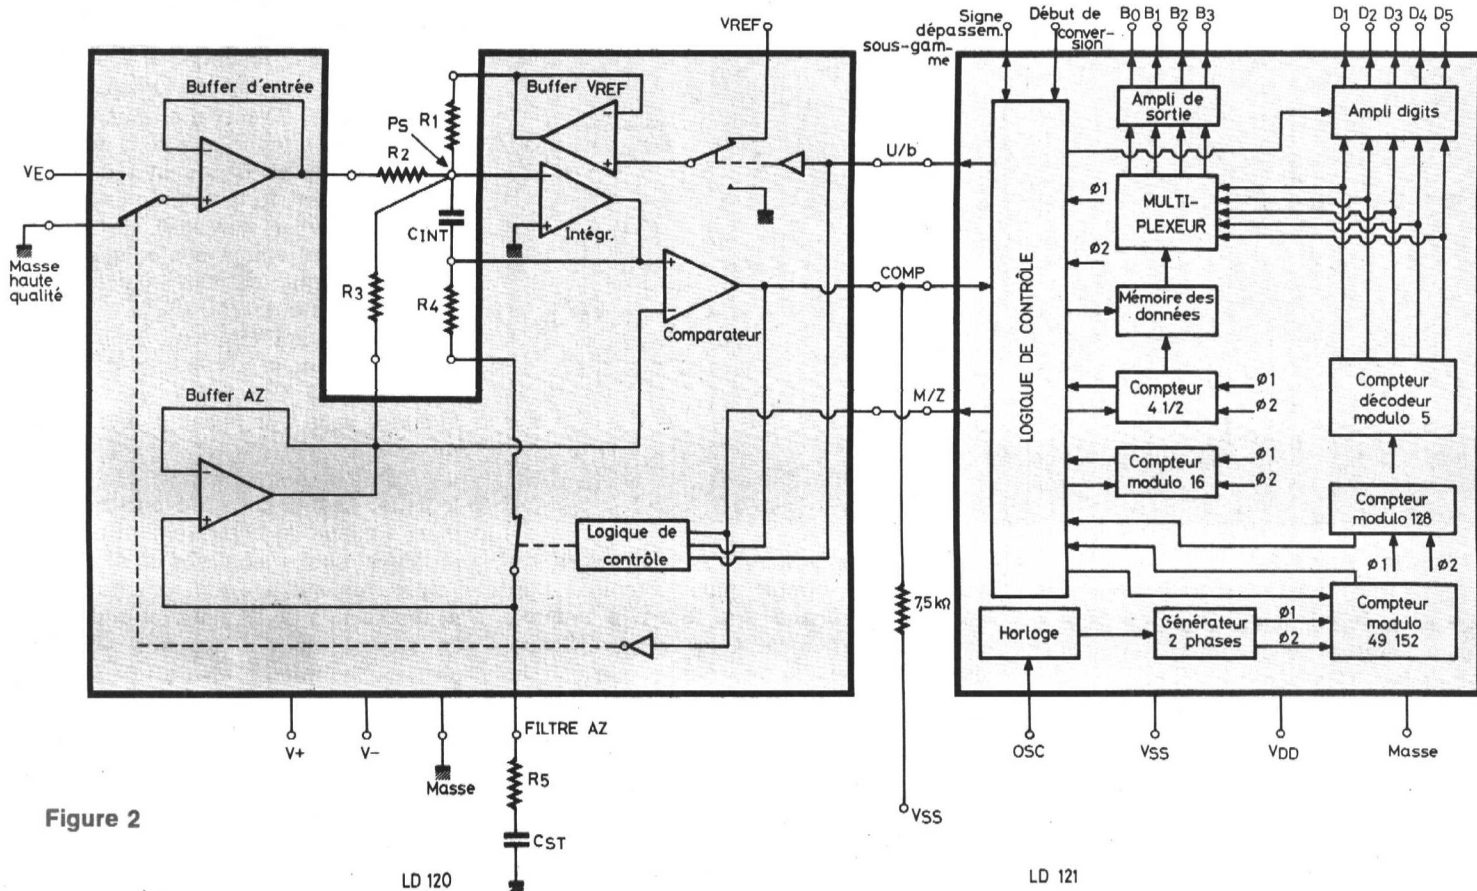 VREF
Signe
dépassem.
sous-gam-
me
Début de
conver-
sion
B0 B1 B2 B3
D1 D2 D3 D4 D5
Buffer d'entrée
VE
Masse
haute
qualité
PS
R1
R2
Buffer VREF
CINT
Intégr.
R3
R4
Comparateur
Buffer AZ
Logique de
contrôle
U/b
COMP
M/Z
7,5 kΩ
VSS
V+
V-
Masse
FILTRE AZ
R5
CST
LOGIQUE DE CONTRÔLE
Ampli de
sortie
Ampli digits
Ø1
MULTI-
PLEXEUR
Ø2
Mémoire des
données
Compteur
4 1/2
Ø1
Ø2
Compteur
décodeur
modulo 5
Compteur
modulo 16
Ø1
Ø2
Compteur
modulo 128
Ø1
Ø2
Horloge
Générateur
2 phases
Ø1
Ø2
Compteur
modulo
49 152
OSC
VSS
VDD
Masse
Figure 2
LD 120
LD 121